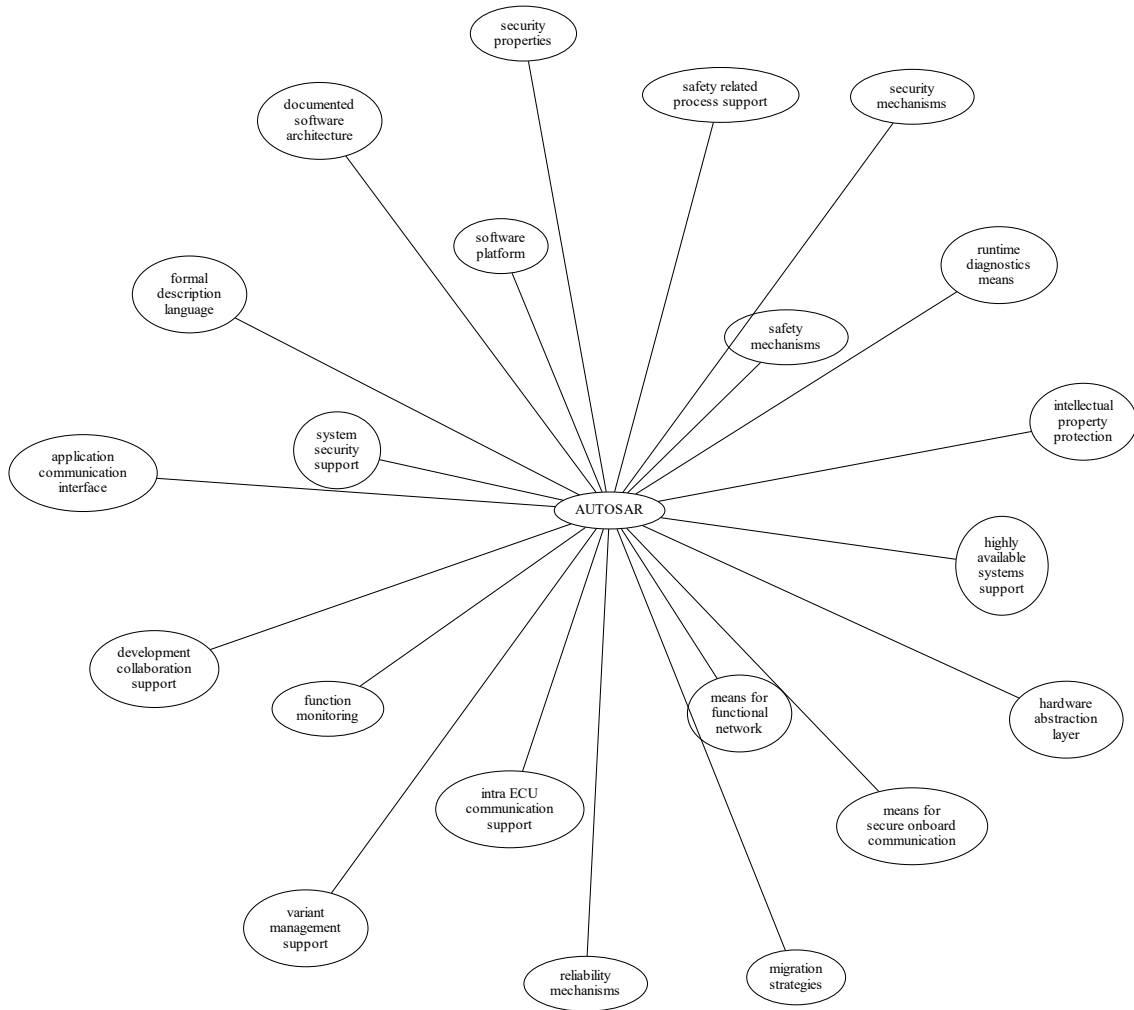 security
properties
safety related
process support
security
mechanisms
documented
software
architecture
software
platform
runtime
diagnostics
means
formal
description
language
safety
mechanisms
intellectual
property
protection
system
security
support
application
communication
interface
AUTOSAR
highly
available
systems
support
development
collaboration
support
function
monitoring
means for
functional
network
hardware
abstraction
layer
intra ECU
communication
support
means for
secure onboard
communication
variant
management
support
reliability
mechanisms
migration
strategies